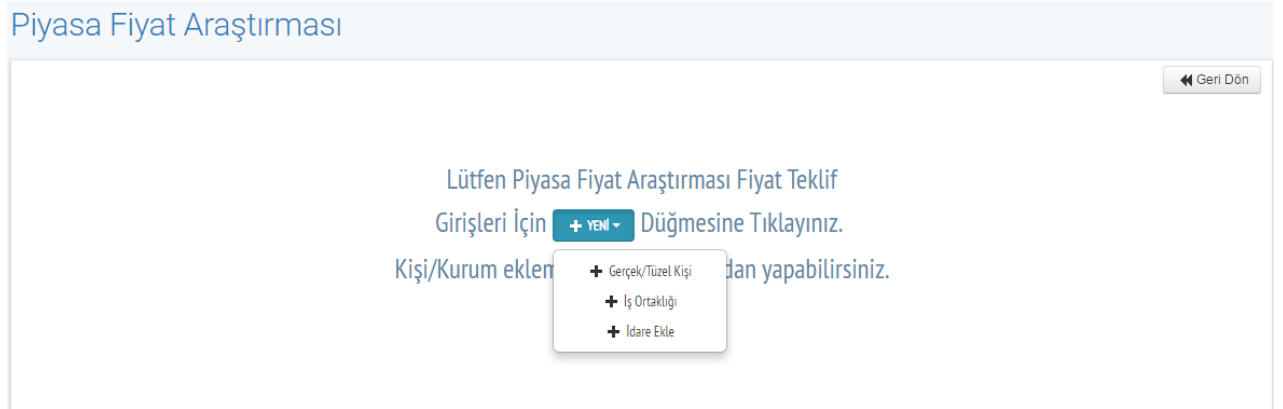 Piyasa Fiyat Araştırması
Geri Dön
Lütfen Piyasa Fiyat Araştırması Fiyat Teklif
Girişleri İçin + YENİ Düğmesine Tıklayınız.
Kişi/Kurum eklem dan yapabilirsiniz.
+ Gerçek/Tüzel Kişi
+ İş Ortaklığı
+ İdare Ekle